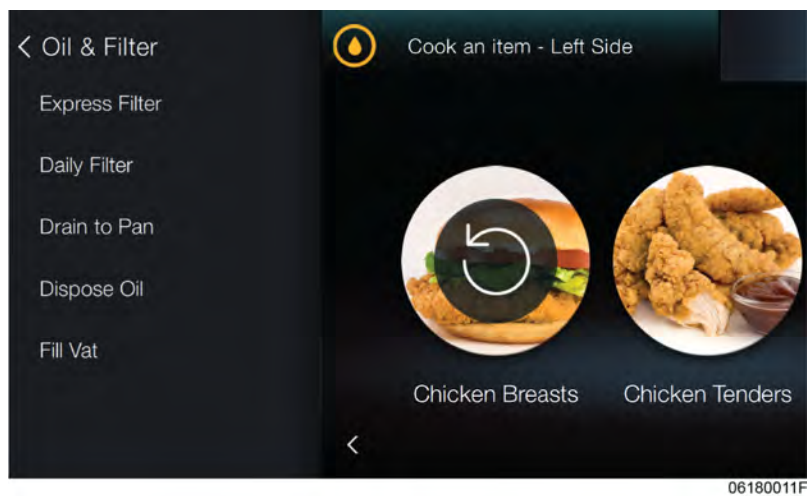 Oil & Filter
Express Filter
Daily Filter
Drain to Pan
Dispose Oil
Fill Vat
Cook an item - Left Side
Chicken Breasts
Chicken Tenders
06180011F